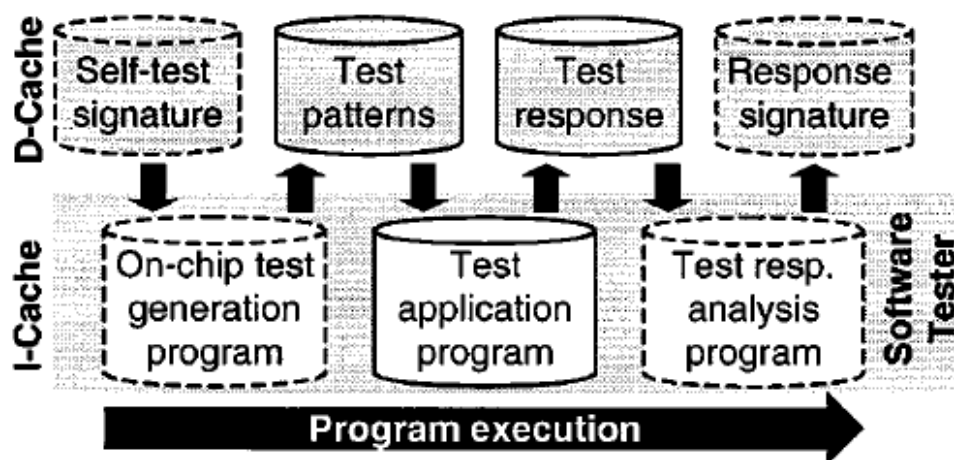 D-Cache
Self-test
signature
Test
patterns
Test
response
Response
signature
I-Cache
On-chip test
generation
program
Test
application
program
Test resp.
analysis
program
Software
Tester
Program execution